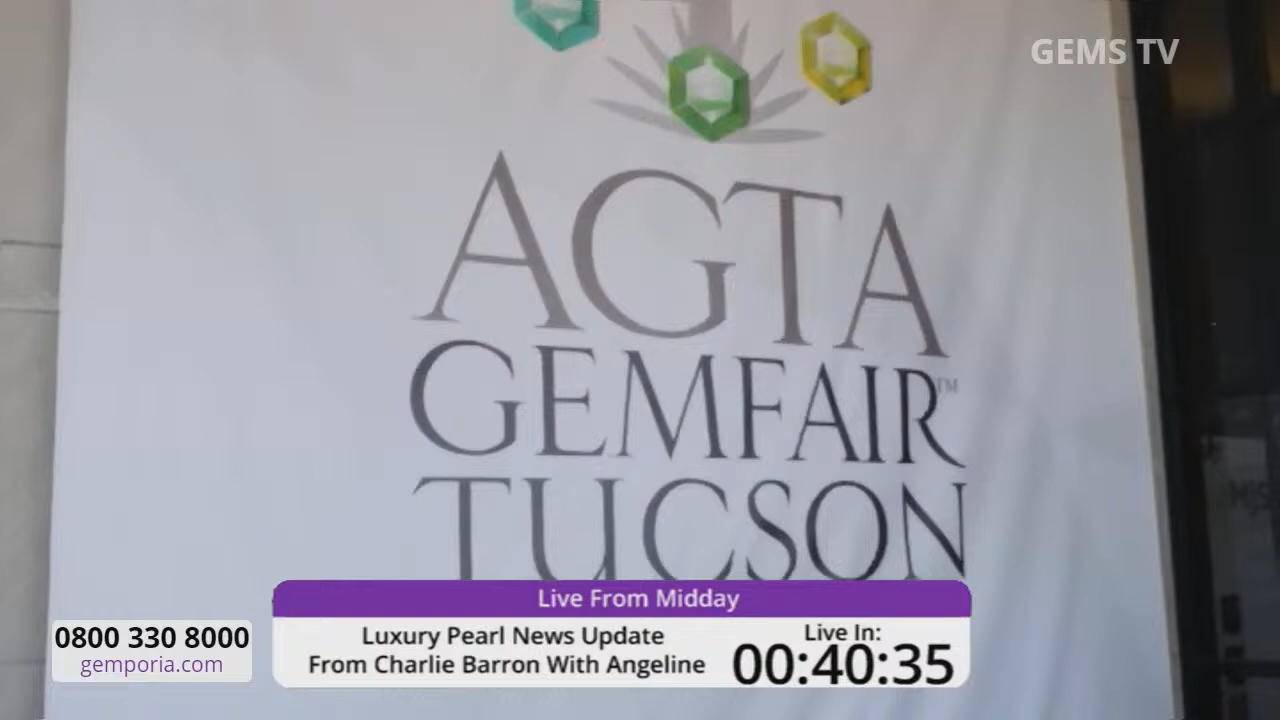 GEMS TV
AGTA
GEMFAIR™
TUCSON
Live From Midday
Luxury Pearl News Update
From Charlie Barron With Angeline
Live In:
00:40:35
0800 330 8000
gemporia.com